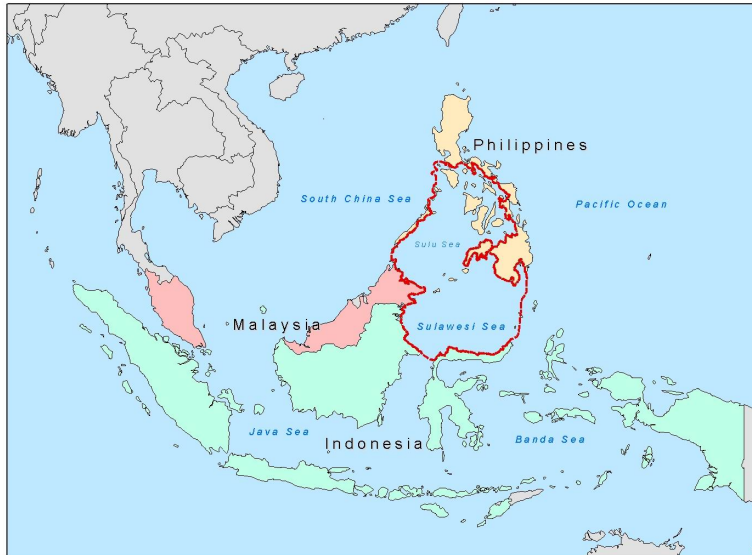 Philippines
South China Sea
Pacific Ocean
Sulu Sea
Malaysia
Sulawesi Sea
Java Sea
Indonesia
Banda Sea